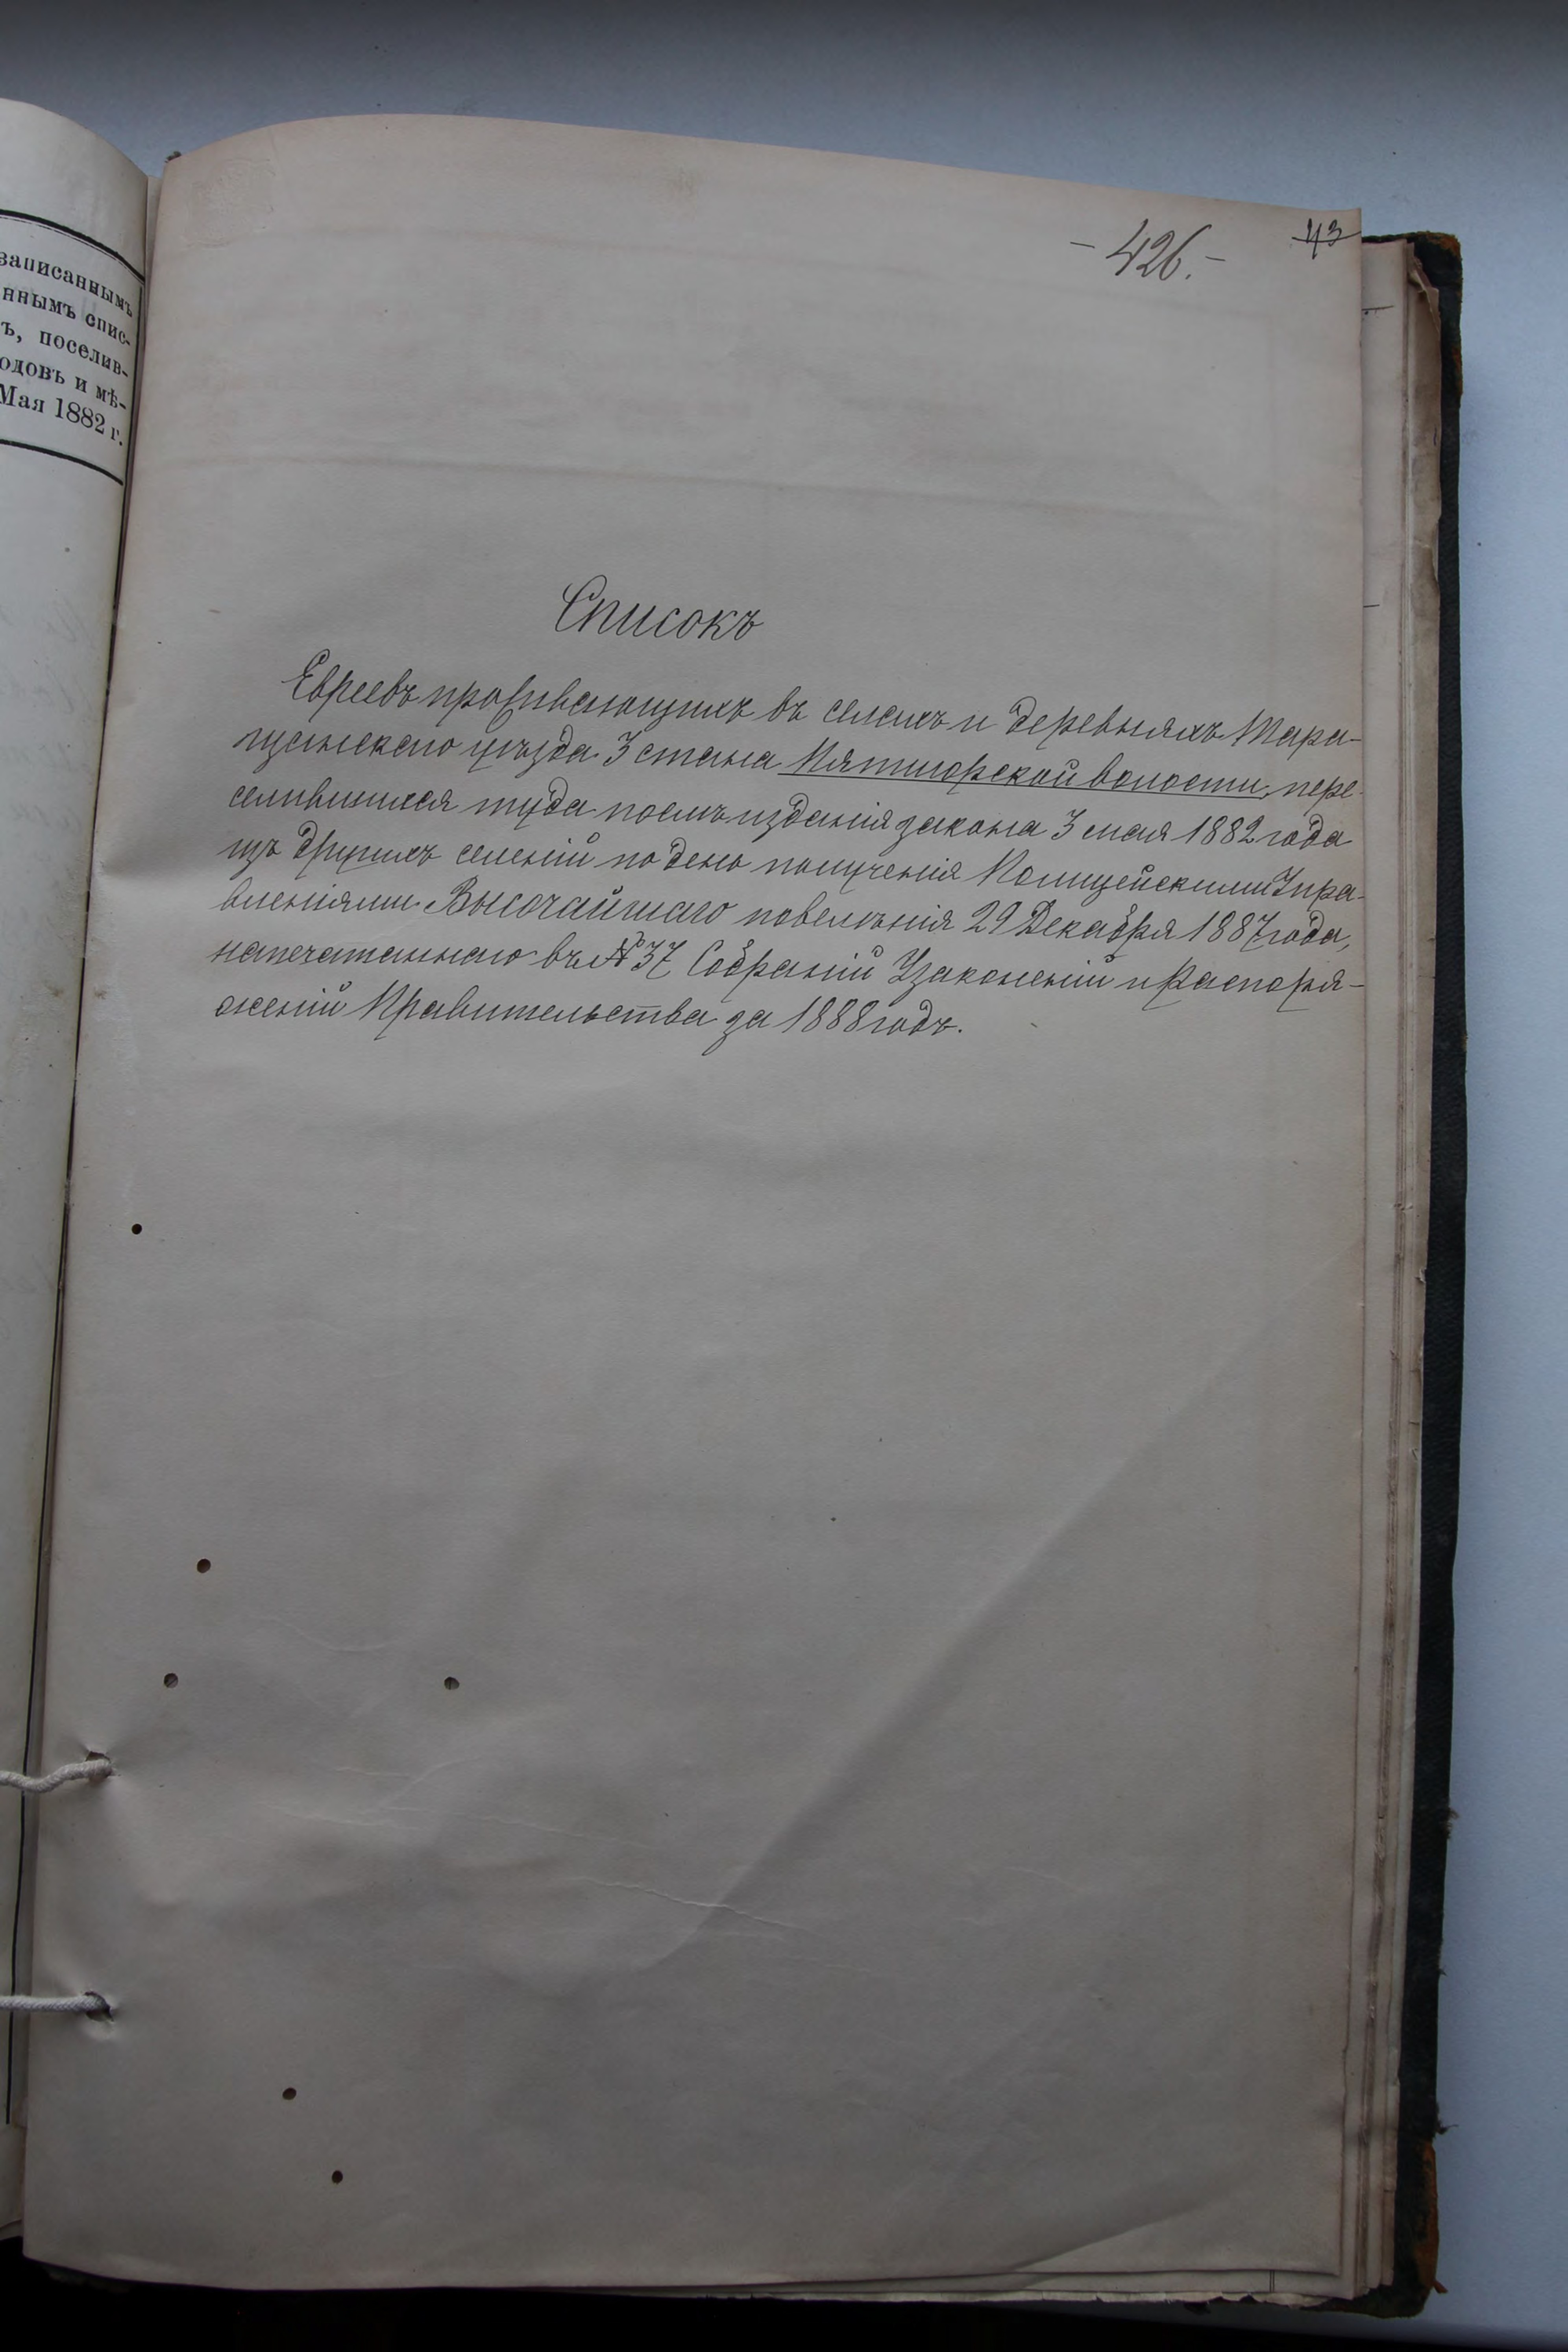 записаннымъ
ннымъ спис-
ъ, поселив-
одовъ и мѣ-
Мая 1882 г.
- 426. -
43
Списокъ
Евреевъ проживающихъ въ селахъ и деревняхъ Тара-
щанскаго уѣзда 3 стана Пятигорской волости, пере-
селившихся туда послѣ изданія закона 3 мая 1882 года
изъ другихъ селеній по день полученія Полицейскими Упра-
вленіями Высочайшаго повелѣнія 29 Декабря 1887 года,
напечатаннаго въ № 37 Собраній Узаконеній и Распоря-
женій Правительства за 1888 годъ.